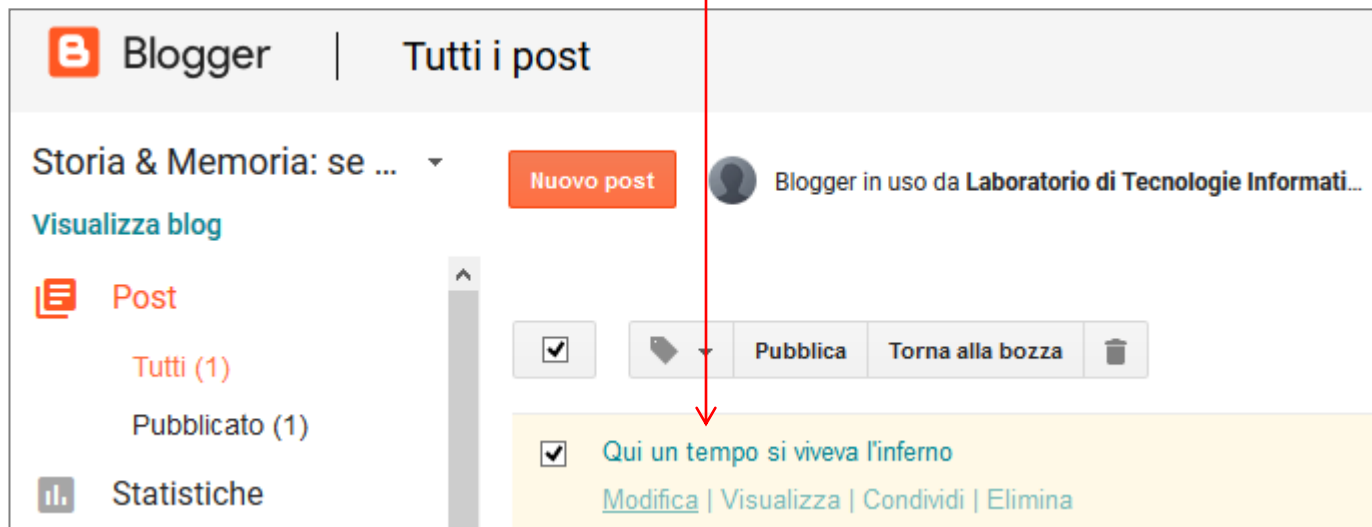 Blogger | Tutti i post
Storia & Memoria: se ...
Nuovo post
Blogger in uso da Laboratorio di Tecnologie Informati...
Visualizza blog
Post
Tutti (1)
Pubblicato (1)
Statistiche
Pubblica
Torna alla bozza
Qui un tempo si viveva l'inferno
Modifica | Visualizza | Condividi | Elimina